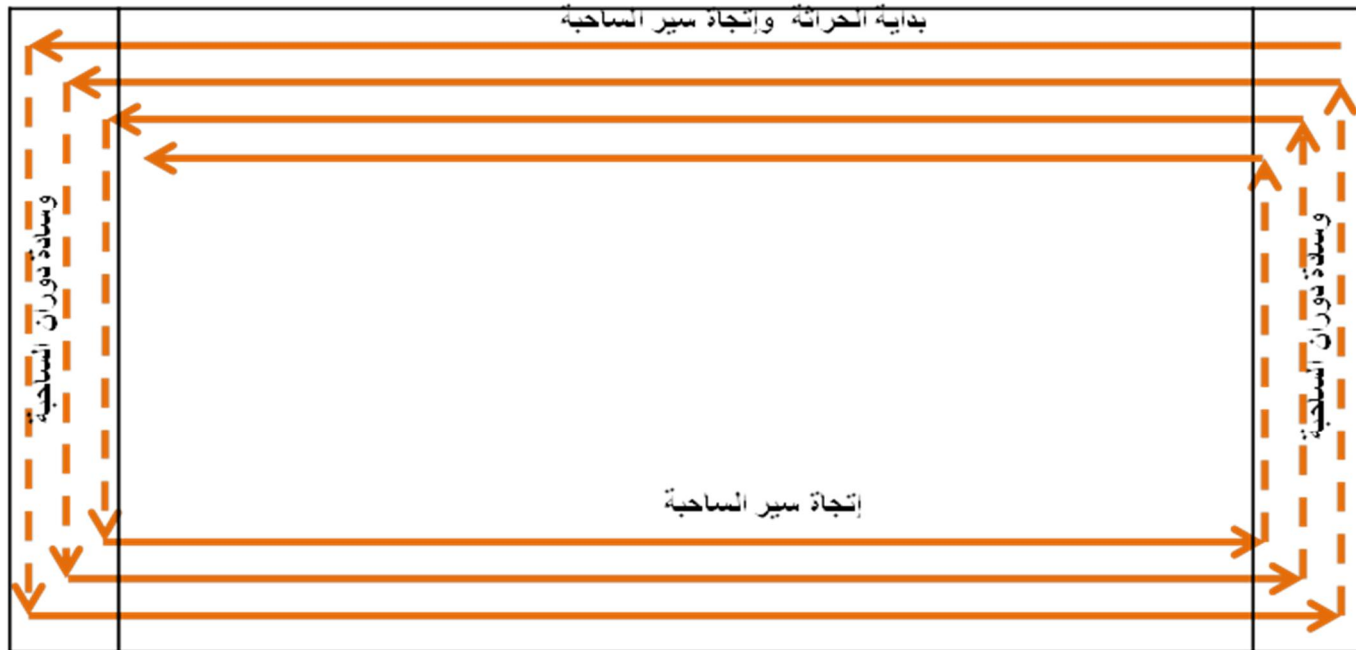 بداية الحراثة وإتجاة سير الساحبة
وسادة دوران الساحبة
وسادة دوران الساحبة
إتجاة سير الساحبة